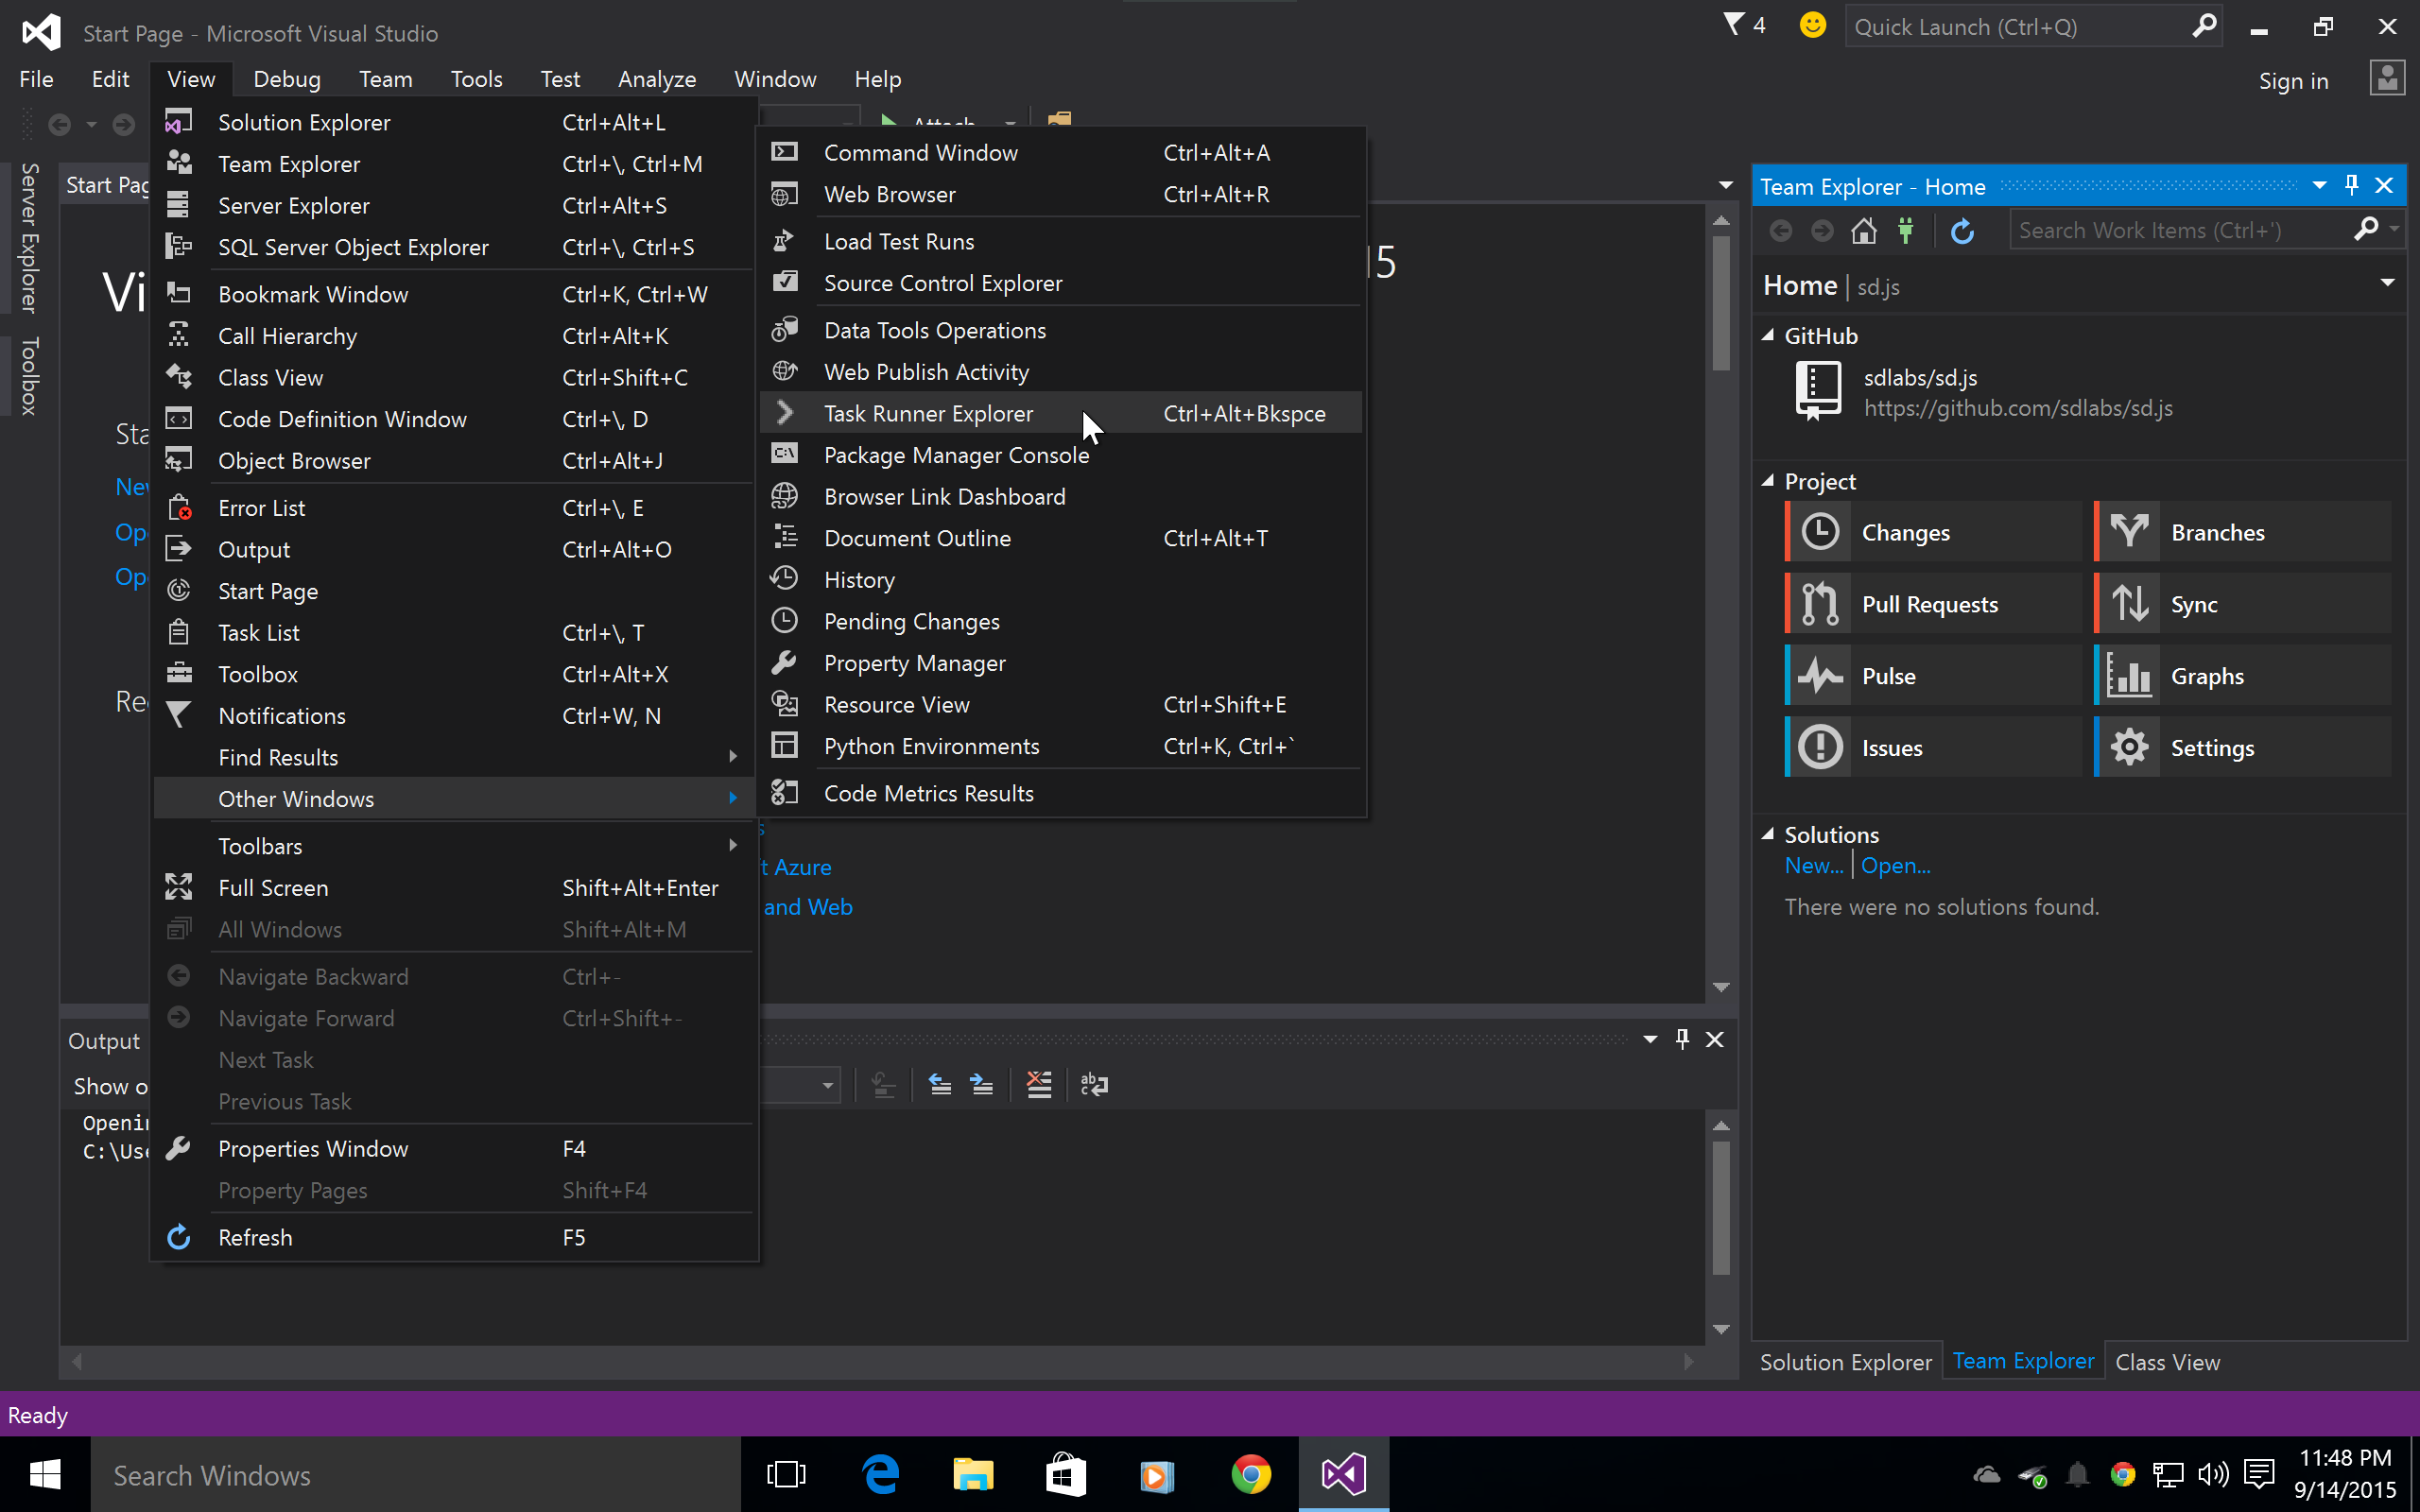 Start Page - Microsoft Visual Studio
4
Quick Launch (Ctrl+Q)
File Edit View Debug Team Tools Test Analyze Window Help
Sign in
Attach
Server Explorer
Toolbox
Start Pag
Vi
15
Sta
Ope
Ope
Solution Explorer Ctrl+Alt+L
Team Explorer Ctrl+\, Ctrl+M
Server Explorer Ctrl+Alt+S
SQL Server Object Explorer Ctrl+\, Ctrl+S
Bookmark Window Ctrl+K, Ctrl+W
Call Hierarchy Ctrl+Alt+K
Class View Ctrl+Shift+C
Code Definition Window Ctrl+\, D
Object Browser Ctrl+Alt+J
Error List Ctrl+\, E
Output Ctrl+Alt+O
Start Page
Task List Ctrl+\, T
Toolbox Ctrl+Alt+X
Notifications Ctrl+W, N
Find Results
Other Windows
Toolbars
Full Screen Shift+Alt+Enter
All Windows Shift+Alt+M
Navigate Backward Ctrl+-
Navigate Forward Ctrl+Shift+-
Next Task
Previous Task
Properties Window F4
Property Pages Shift+F4
Refresh F5
Command Window Ctrl+Alt+A
Web Browser Ctrl+Alt+R
Load Test Runs
Source Control Explorer
Data Tools Operations
Web Publish Activity
Task Runner Explorer Ctrl+Alt+Bkspce
Package Manager Console
Browser Link Dashboard
Document Outline Ctrl+Alt+T
History
Pending Changes
Property Manager
Resource View Ctrl+Shift+E
Python Environments Ctrl+K, Ctrl+`
Code Metrics Results
t Azure
and Web
Output
Show o
Openi
C:\Use
Team Explorer - Home
Search Work Items (Ctrl+')
Home | sd.js
GitHub
sdlabs/sd.js
https://github.com/sdlabs/sd.js
Project
Changes Branches
Pull Requests Sync
Pulse Graphs
Issues Settings
Solutions
New... | Open...
There were no solutions found.
Solution Explorer Team Explorer Class View
Ready
Search Windows
11:48 PM
9/14/2015